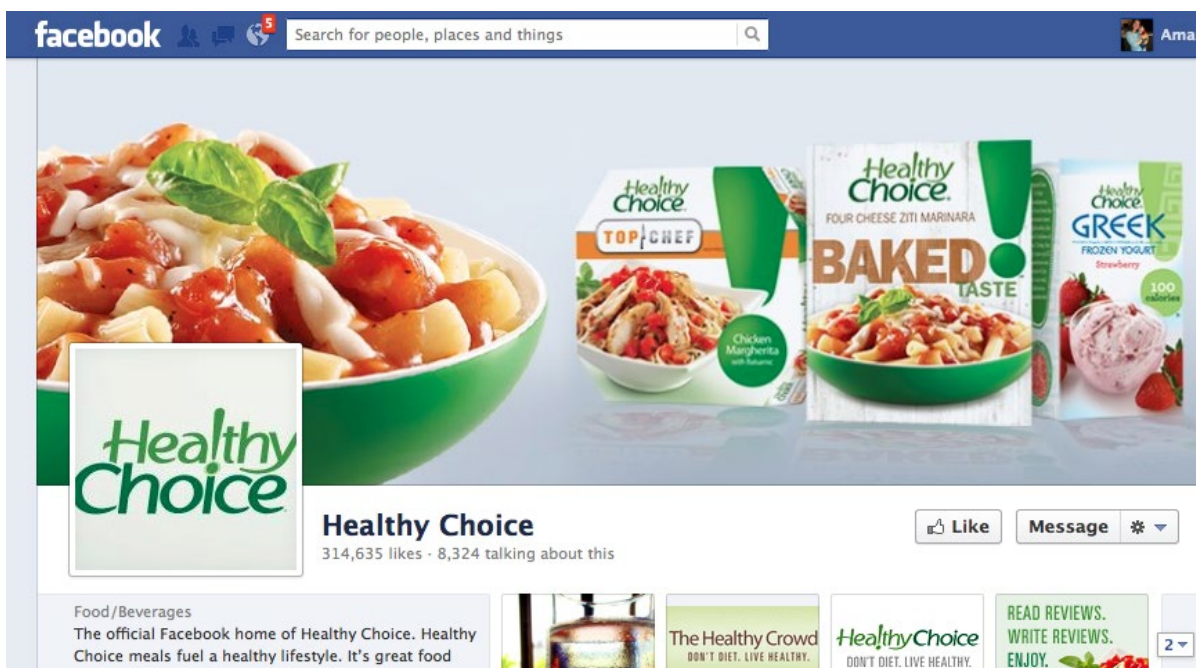 facebook
5
Search for people, places and things
Ama
Healthy
Choice
TOP CHEF
Chicken
Margherita
with Balsamic
Healthy
Choice
FOUR CHEESE ZITI MARINARA
BAKED
TASTE
Healthy
Choice
GREEK
FROZEN YOGURT
Strawberry
100
calories
Healthy
Choice
Healthy Choice
314,635 likes · 8,324 talking about this
Like
Message
Food/Beverages
The official Facebook home of Healthy Choice. Healthy
Choice meals fuel a healthy lifestyle. It's great food
The Healthy Crowd
DON'T DIET. LIVE HEALTHY.
Healthy Choice
DON'T DIET. LIVE HEALTHY.
READ REVIEWS.
WRITE REVIEWS.
ENJOY.
2